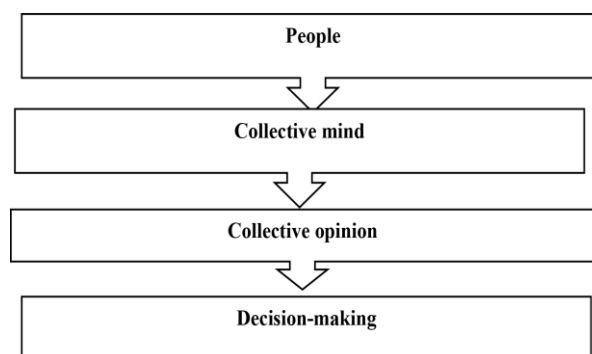 People
Collective mind
Collective opinion
Decision-making